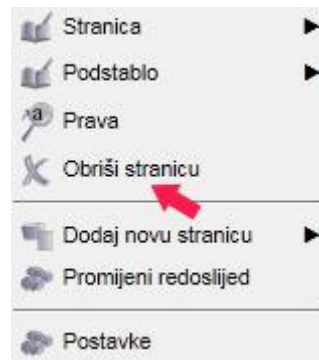 Stranica
Podstablo
Prava
Obriši stranicu
Dodaj novu stranicu
Promijeni redoslijed
Postavke